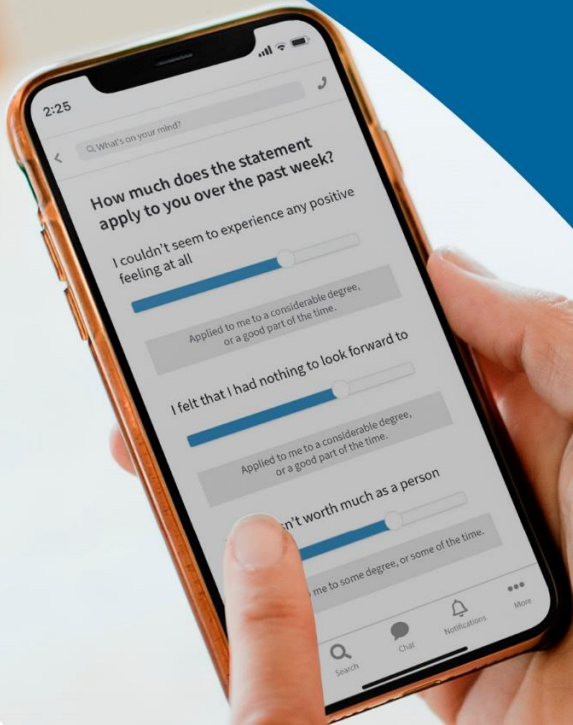 2:25
What's on your mind?
How much does the statement
apply to you over the past week?
I couldn't seem to experience any positive
feeling at all
Applied to me to a considerable degree,
or a good part of the time.
I felt that I had nothing to look forward to
Applied to me to a considerable degree,
or a good part of the time.
sn't worth much as a person
me to some degree, or some of the time.
Search
Chat
Notifications
More